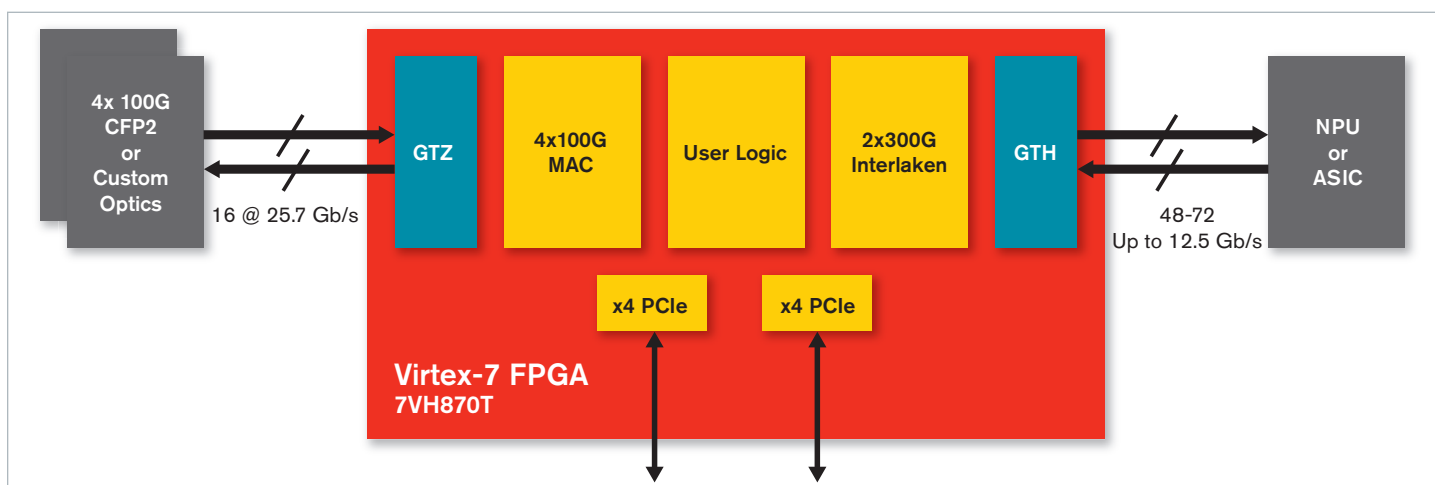 4x 100G
CFP2
or
Custom
Optics
16 @ 25.7 Gb/s
GTZ
4x100G
MAC
User Logic
2x300G
Interlaken
GTH
48-72
Up to 12.5 Gb/s
NPU
or
ASIC
x4 PCIe
x4 PCIe
Virtex-7 FPGA
7VH870T